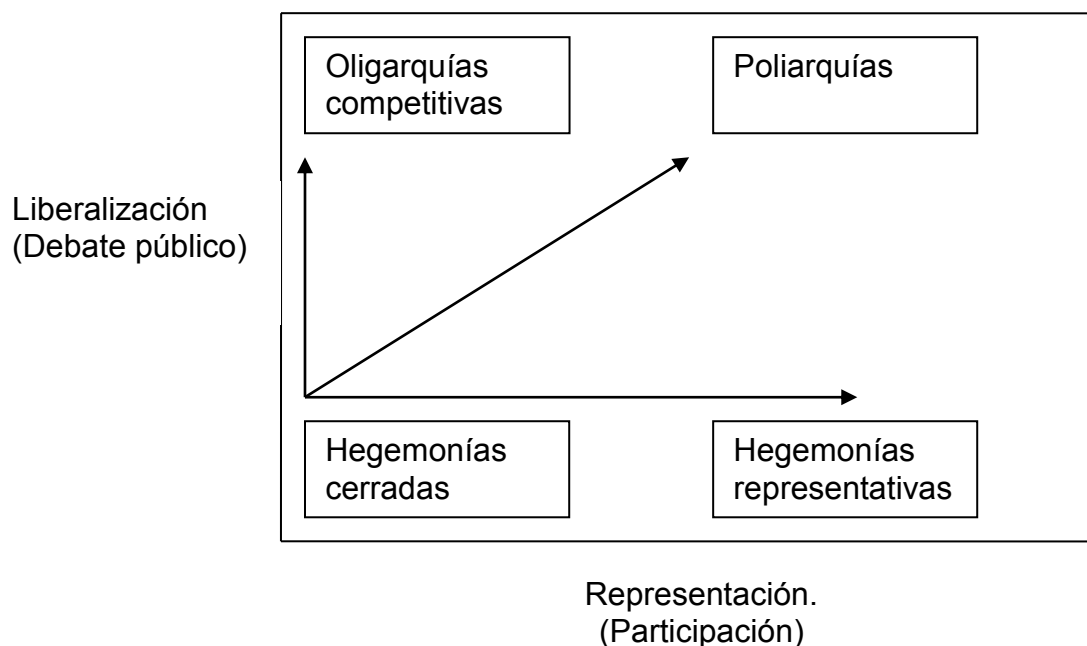 Oligarquías
competitivas
Poliarquías
Liberalización
(Debate público)
Hegemonías
cerradas
Hegemonías
representativas
Representación.
(Participación)